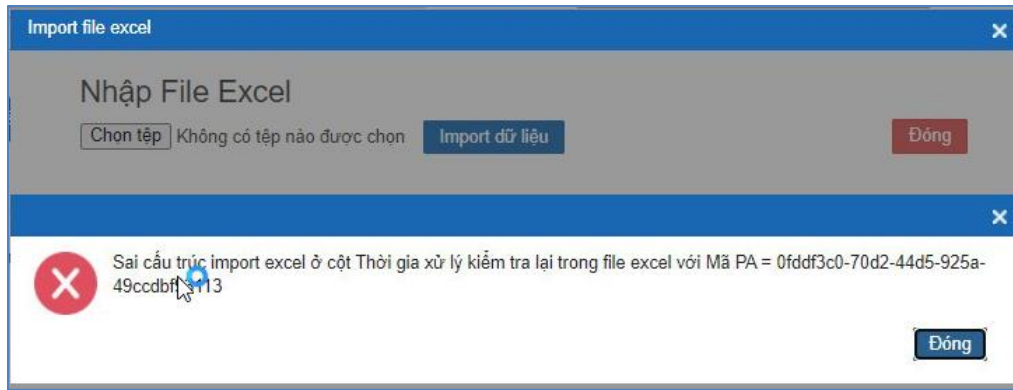 Import file excel
Nhập File Excel
Chọn tệp Không có tệp nào được chọn Import dữ liệu Đóng
Sai cấu trúc import excel ở cột Thời gia xử lý kiểm tra lại trong file excel với Mã PA = 0fddf3c0-70d2-44d5-925a-
Đóng